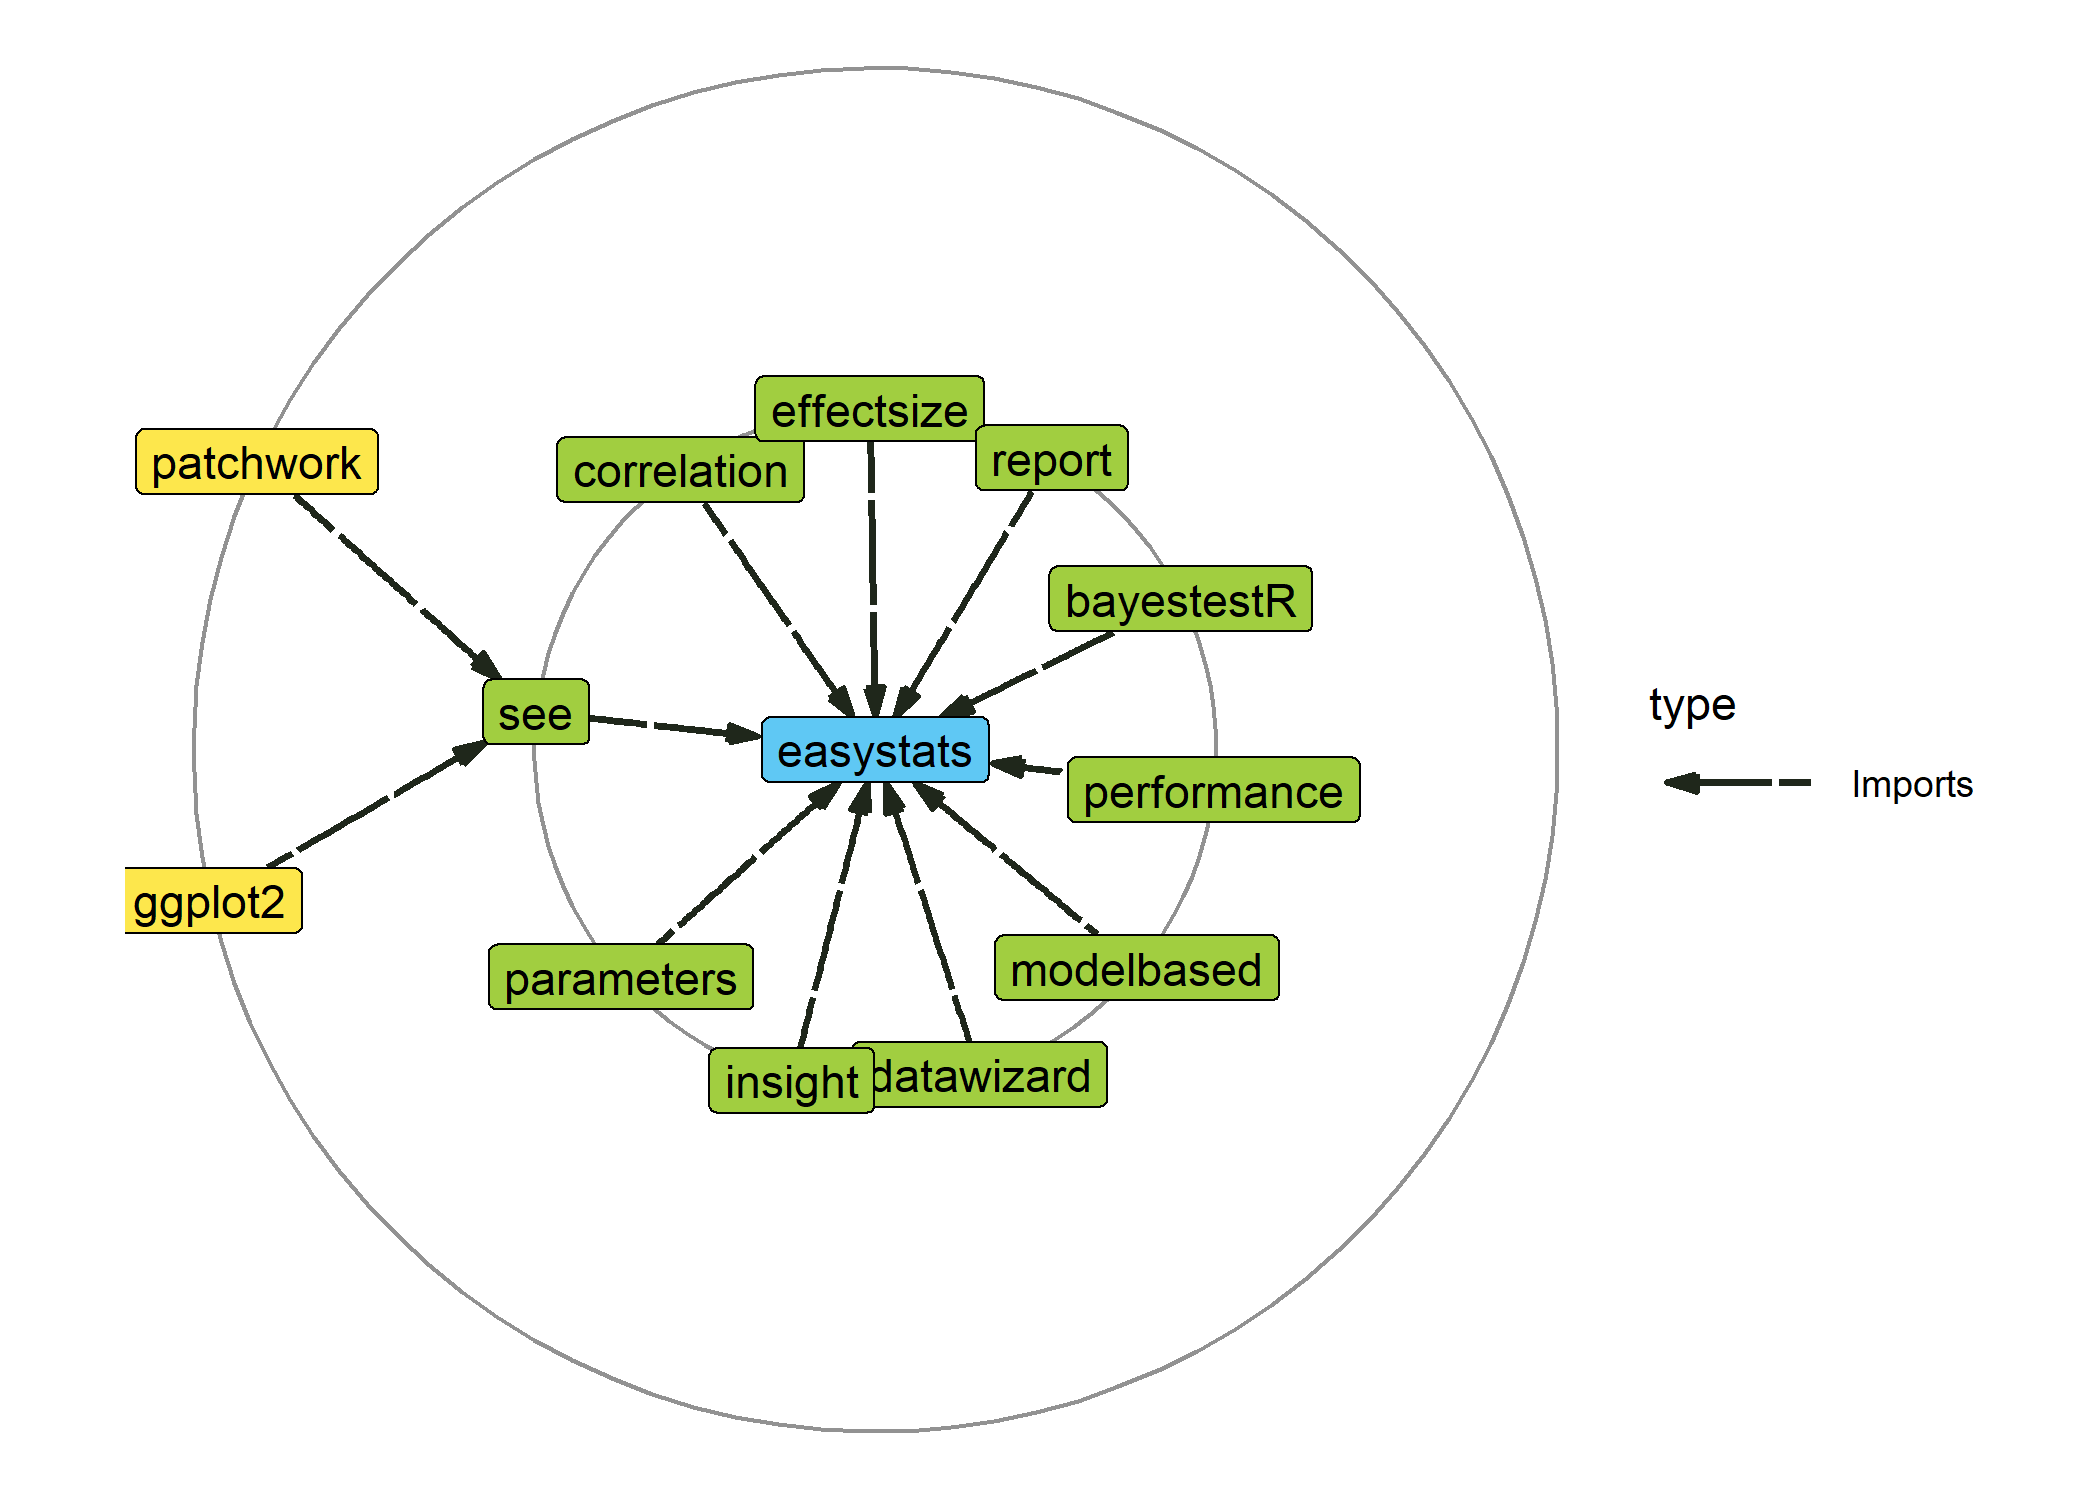 effectsize
report
patchwork
correlation
bayestestR
see
type
easystats
Imports
performance
ggplot2
modelbased
parameters
datawizard
insight